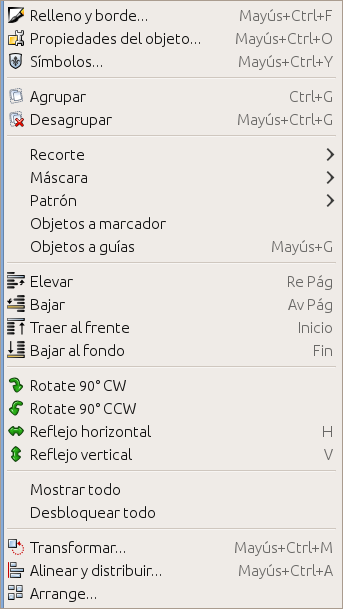 Relleno y borde... Mayús+Ctrl+F
Propiedades del objeto... Mayús+Ctrl+O
Símbolos... Mayús+Ctrl+Y
Agrupar Ctrl+G
Desagrupar Mayús+Ctrl+G
Recorte
Máscara
Patrón
Objetos a marcador
Objetos a guías Mayús+G
Elevar Re Pág
Bajar Av Pág
Traer al frente Inicio
Bajar al fondo Fin
Rotate 90° CW
Rotate 90° CCW
Reflejo horizontal H
Reflejo vertical V
Mostrar todo
Desbloquear todo
Transformar... Mayús+Ctrl+M
Alinear y distribuir... Mayús+Ctrl+A
Arrange...